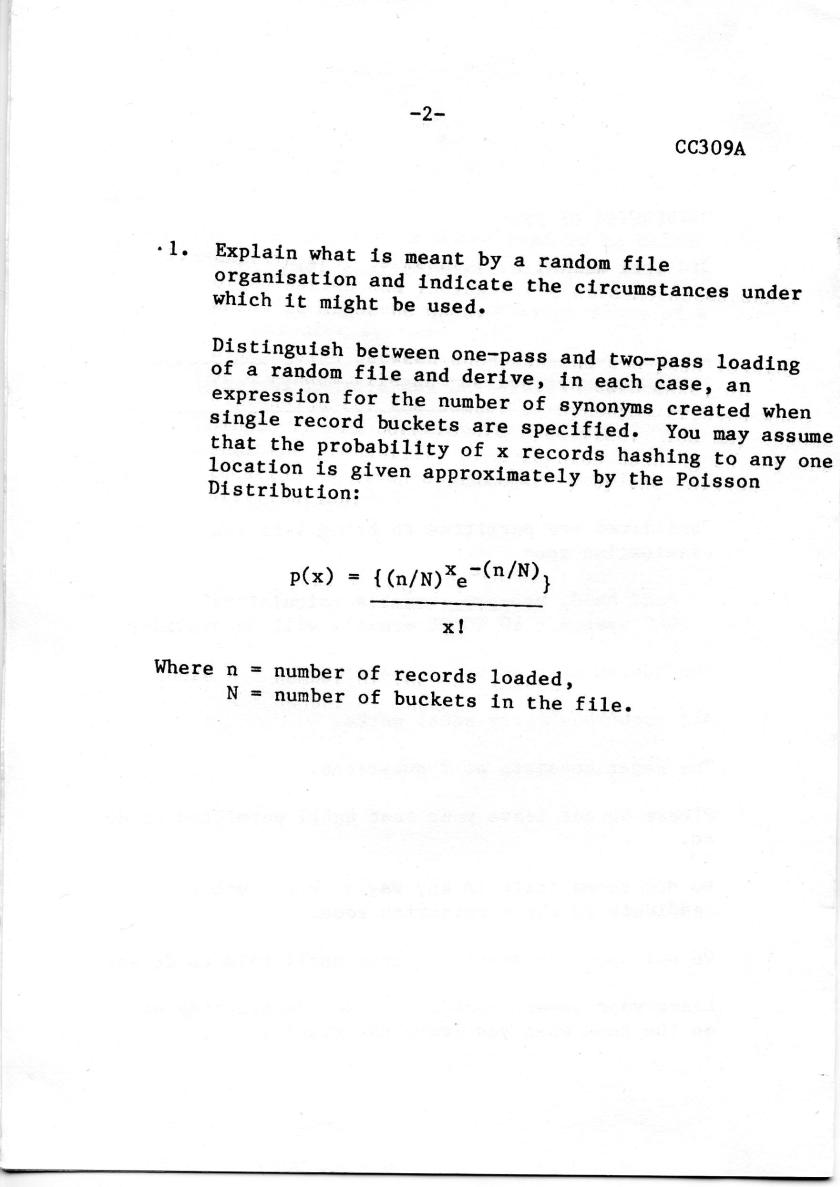 -2-
CC309A
1. Explain what is meant by a random file
organisation and indicate the circumstances under
which it might be used.
Distinguish between one-pass and two-pass loading
of a random file and derive, in each case, an
expression for the number of synonyms created when
single record buckets are specified. You may assume
that the probability of x records hashing to any one
location is given approximately by the Poisson
Distribution:
p(x) = {(n/N)^x e^-(n/N)}
x!
Where n = number of records loaded,
N = number of buckets in the file.